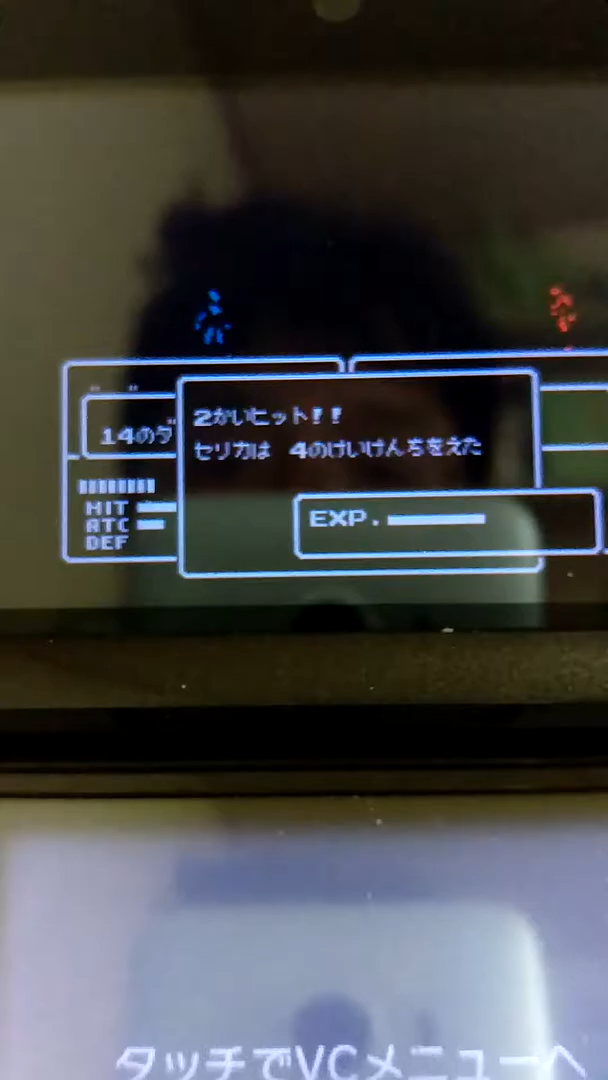 2かいヒット!!
セリカは 4のけいけんちをえた
14のダ
EXP.
HIT
ATC
DEF
タッチでVCメニューへ